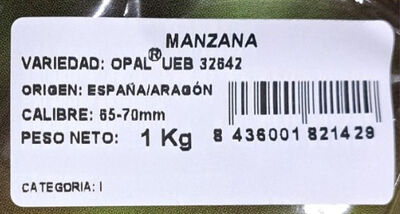 MANZANA
VARIEDAD: OPAL® UEB 32642
ORIGEN: ESPAÑA/ARAGÓN
CALIBRE: 65-70mm
PESO NETO: 1 Kg 8 436001 821429
CATEGORIA: I